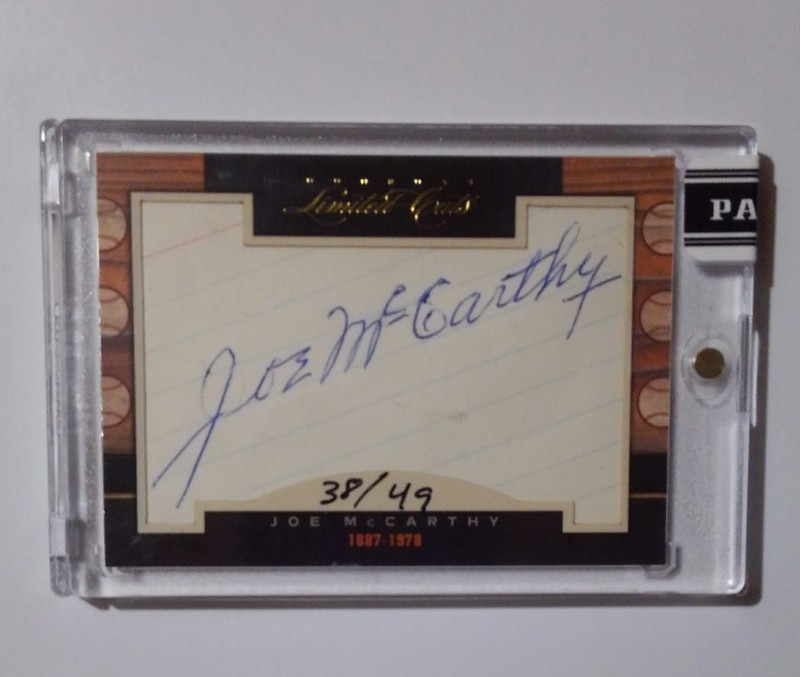 Limited Cuts
PA
Joe McCarthy
38/49
JOE McCARTHY
1887-1978